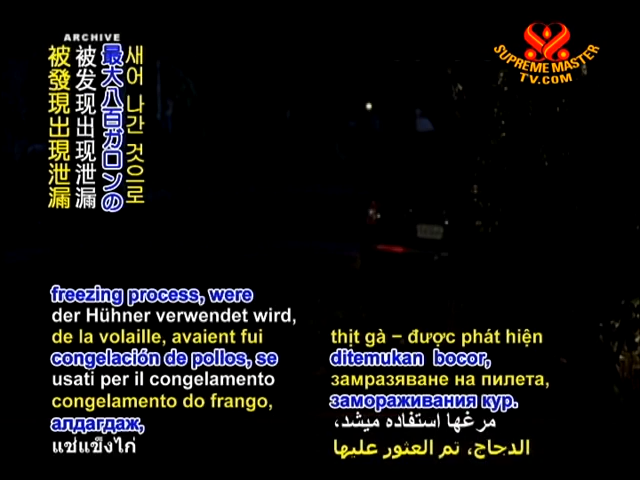 ARCHIVE
SUPREME MASTER
TV.COM
새어 나간 것으로
最大八百ガロンの
被发现出现泄漏
被發現出現泄漏
freezing process, were
der Hühner verwendet wird,
de la volaille, avaient fui
congelación de pollos, se
usati per il congelamento
congelamento do frango,
алдагдаж,
แช่แข็งไก่
thịt gà – được phát hiện
ditemukan bocor,
замразяване на пилета,
замораживания кур.
مرغها استفاده میشد،
الدجاج، تم العثور عليها